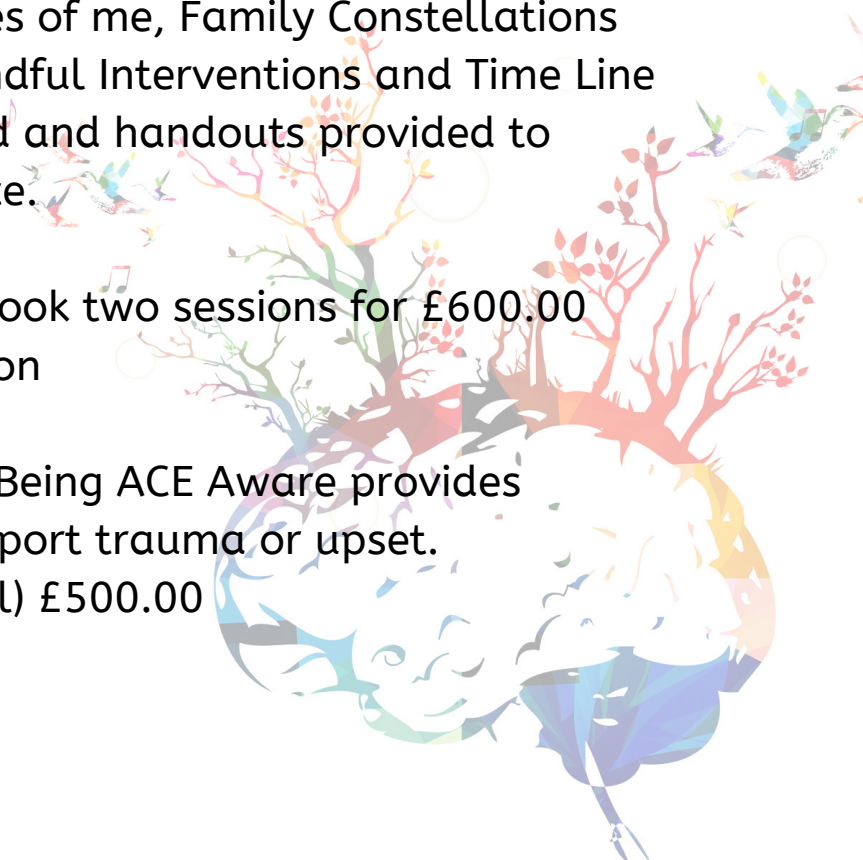 es of me, Family Constellations
ndful Interventions and Time Line
d and handouts provided to
te.
ook two sessions for £600.00
on
Being ACE Aware provides
port trauma or upset.
l) £500.00